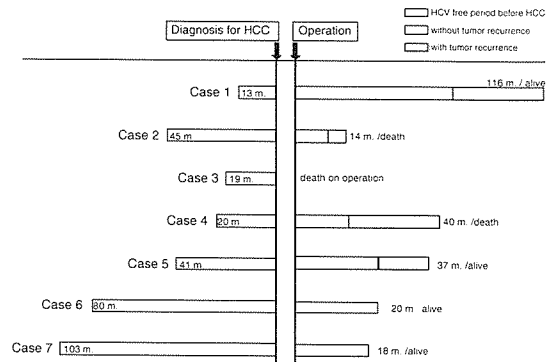 Diagnosis for HCC
Operation
HCV free period before HCC
without tumor recurrence
with tumor recurrence
Case 1 13 m. 116 m. / alive
Case 2 45 m 14 m. /death
Case 3 19 m. death on operation
Case 4 20 m 40 m. /death
Case 5 41 m. 37 m. /alive
Case 6 80 m. 20 m alive
Case 7 103 m. 18 m. /alive